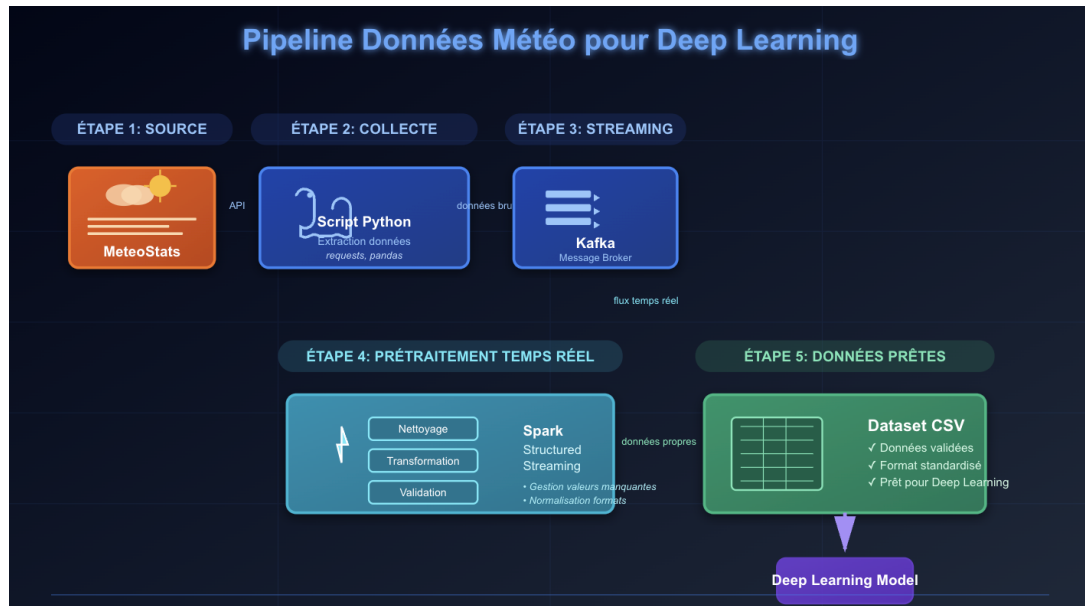 Pipeline Données Météo pour Deep Learning
ÉTAPE 1: SOURCE
ÉTAPE 2: COLLECTE
ÉTAPE 3: STREAMING
MeteoStats
API
Script Python
Extraction données
requests, pandas
données bru
Kafka
Message Broker
flux temps réel
ÉTAPE 4: PRÉTRAITEMENT TEMPS RÉEL
ÉTAPE 5: DONNÉES PRÊTES
Nettoyage
Transformation
Validation
Spark
Structured
Streaming
• Gestion valeurs manquantes
• Normalisation formats
données propres
Dataset CSV
✓ Données validées
✓ Format standardisé
✓ Prêt pour Deep Learning
Deep Learning Model